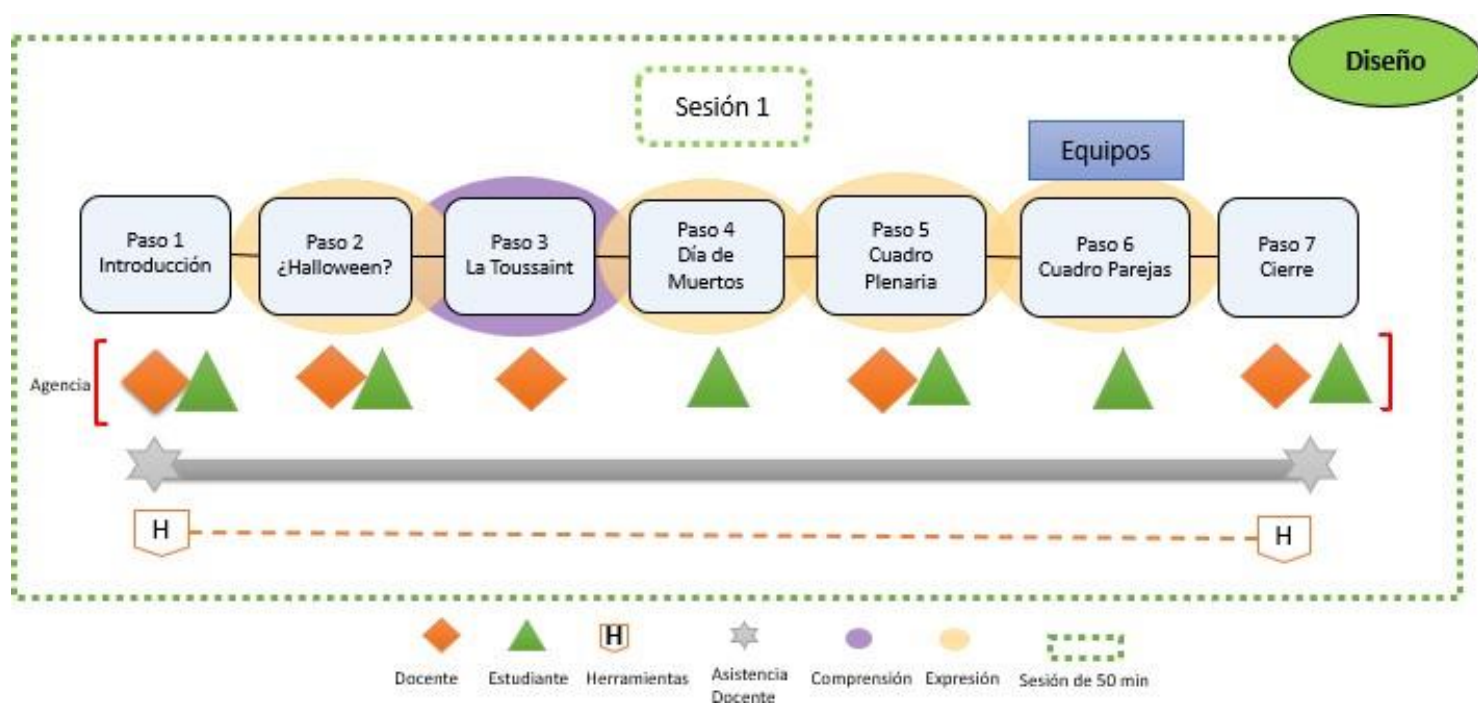 Diseño
Sesión 1
Equipos
Paso 1
Introducción
Paso 2
¿Halloween?
Paso 3
La Toussaint
Paso 4
Día de
Muertos
Paso 5
Cuadro
Plenaria
Paso 6
Cuadro Parejas
Paso 7
Cierre
Agencia
H
H
H
Docente
Estudiante
Herramientas
Asistencia
Docente
Comprensión
Expresión
Sesión de 50 min